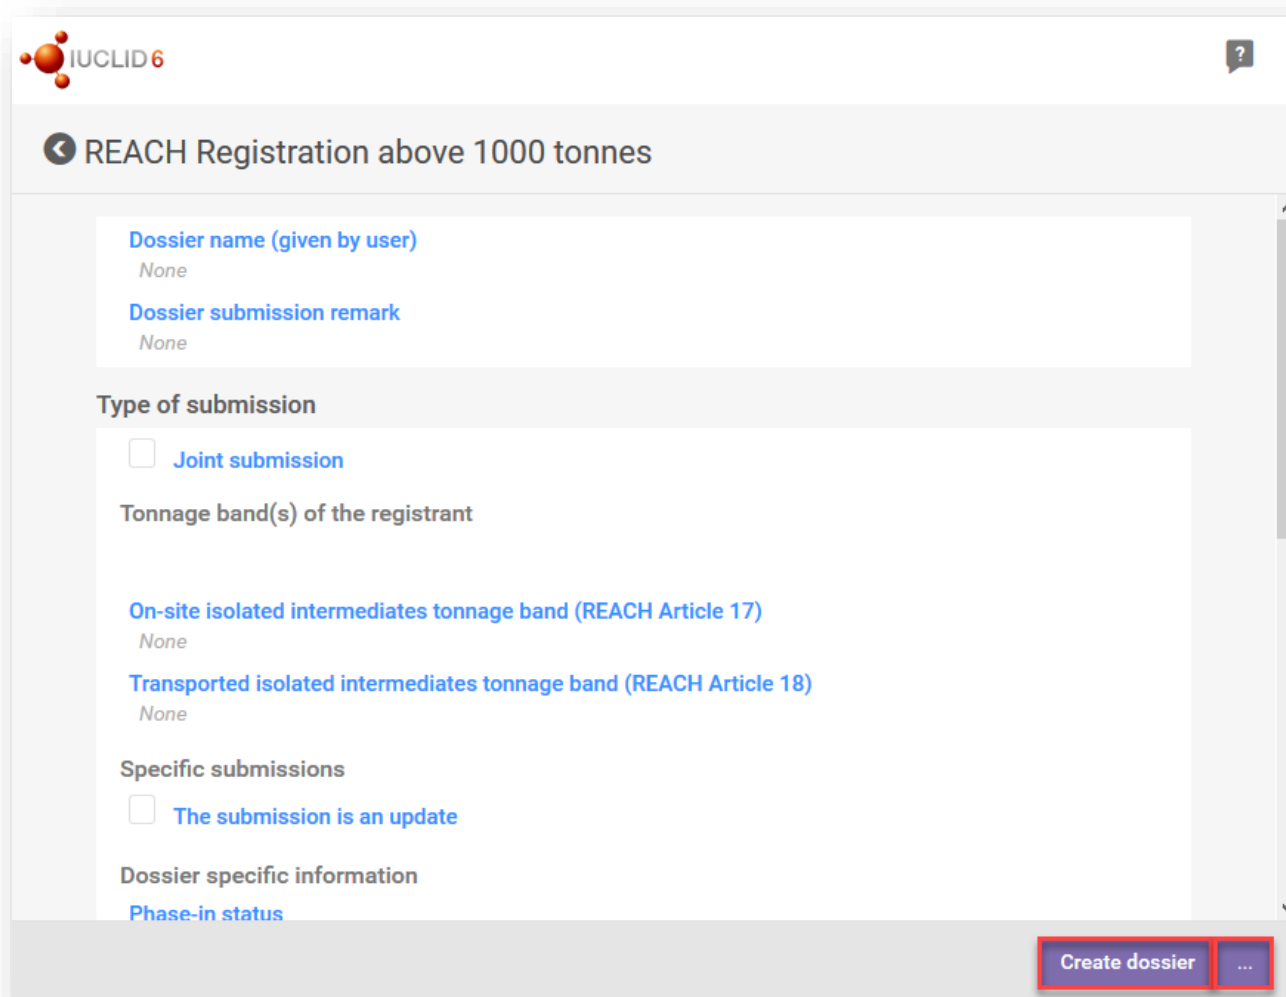 IUCLID 6
?
REACH Registration above 1000 tonnes
Dossier name (given by user)
None
Dossier submission remark
None
Type of submission
Joint submission
Tonnage band(s) of the registrant
On-site isolated intermediates tonnage band (REACH Article 17)
None
Transported isolated intermediates tonnage band (REACH Article 18)
None
Specific submissions
The submission is an update
Dossier specific information
Phase-in status
Create dossier ...